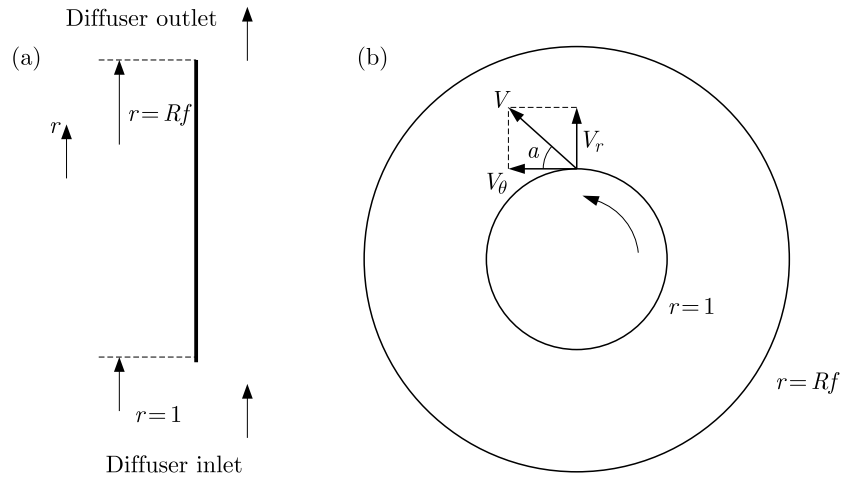 Diffuser outlet
(a)
r = Rf
r
r = 1
Diffuser inlet
(b)
V
V_r
a
V_θ
r = 1
r = Rf